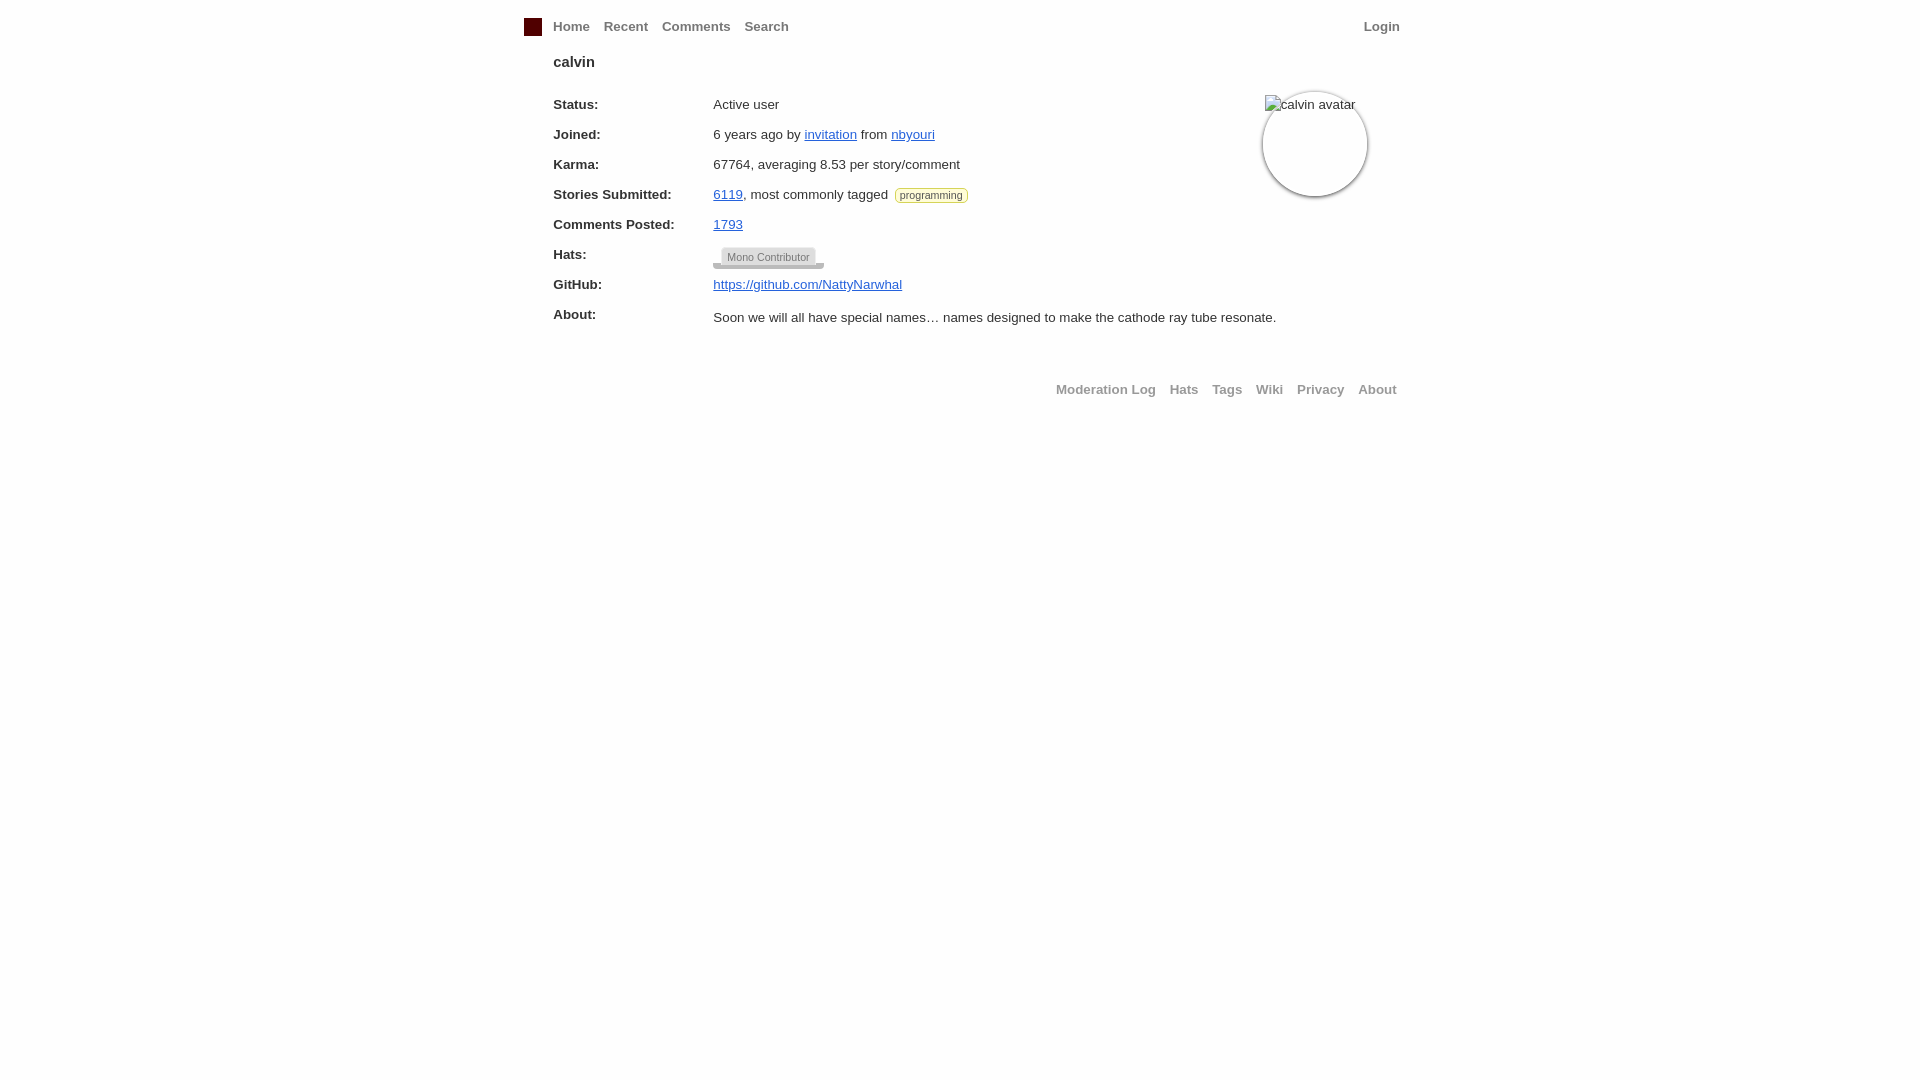 Home Recent Comments Search Login
calvin
Status: Active user
calvin avatar
Joined: 6 years ago by invitation from nbyouri
Karma: 67764, averaging 8.53 per story/comment
Stories Submitted: 6119, most commonly tagged programming
Comments Posted: 1793
Hats: Mono Contributor
GitHub: https://github.com/NattyNarwhal
About: Soon we will all have special names… names designed to make the cathode ray tube resonate.
Moderation Log Hats Tags Wiki Privacy About